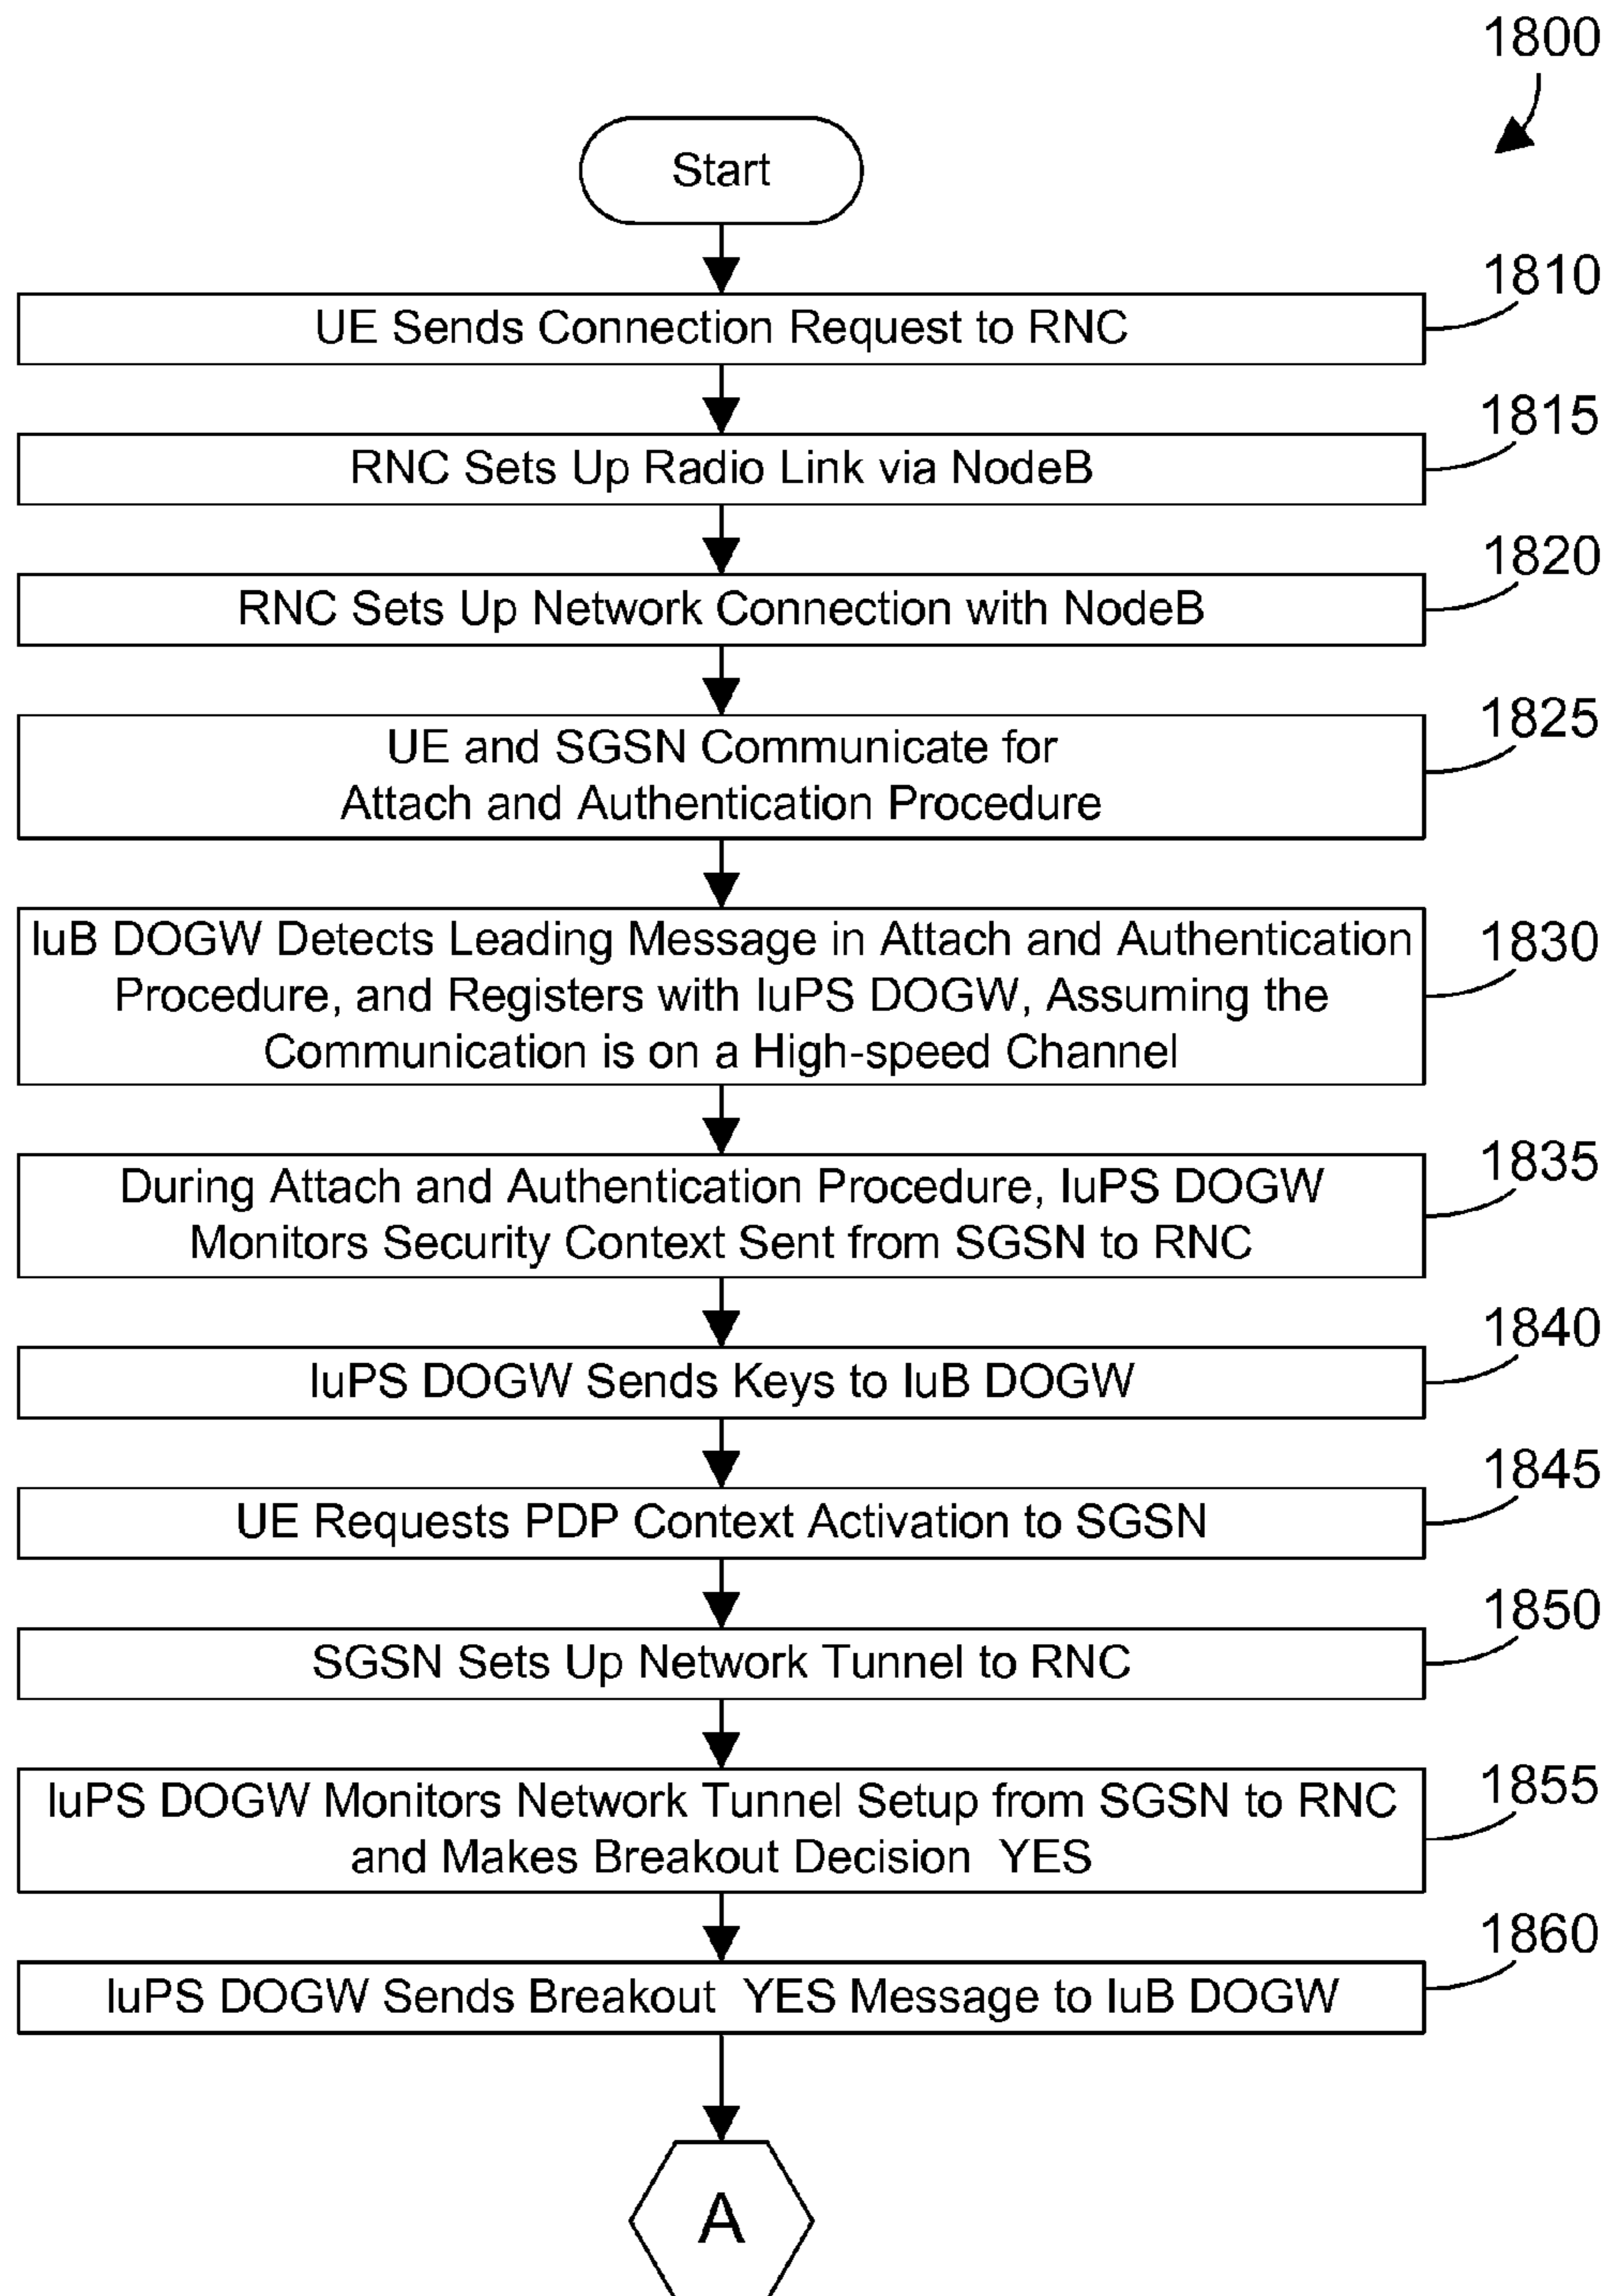 1800
Start
1810
UE Sends Connection Request to RNC
1815
RNC Sets Up Radio Link via NodeB
1820
RNC Sets Up Network Connection with NodeB
1825
UE and SGSN Communicate for
Attach and Authentication Procedure
1830
IuB DOGW Detects Leading Message in Attach and Authentication
Procedure, and Registers with IuPS DOGW, Assuming the
Communication is on a High-speed Channel
1835
During Attach and Authentication Procedure, IuPS DOGW
Monitors Security Context Sent from SGSN to RNC
1840
IuPS DOGW Sends Keys to IuB DOGW
1845
UE Requests PDP Context Activation to SGSN
1850
SGSN Sets Up Network Tunnel to RNC
1855
IuPS DOGW Monitors Network Tunnel Setup from SGSN to RNC
and Makes Breakout Decision YES
1860
IuPS DOGW Sends Breakout YES Message to IuB DOGW
A